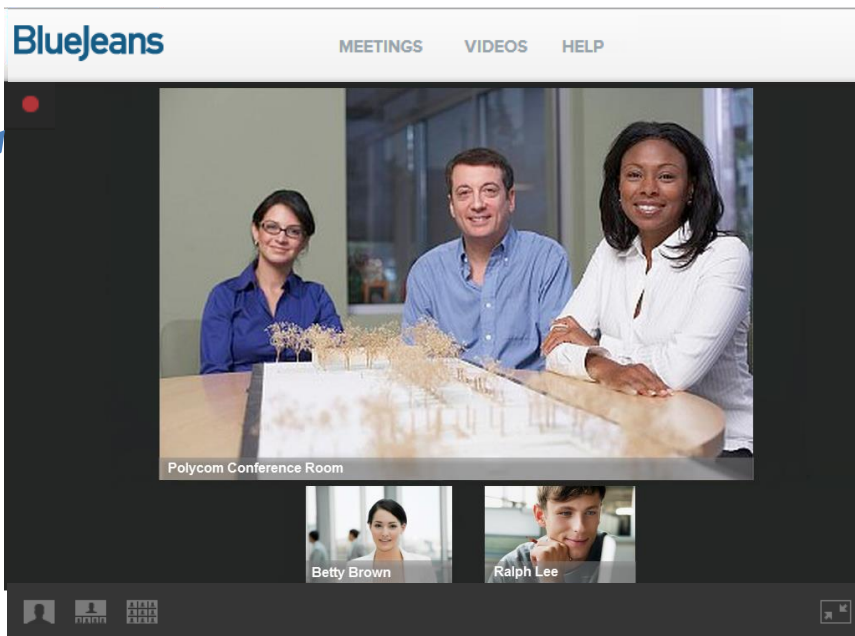 BlueJeans
MEETINGS VIDEOS HELP
Polycom Conference Room
Betty Brown
Ralph Lee